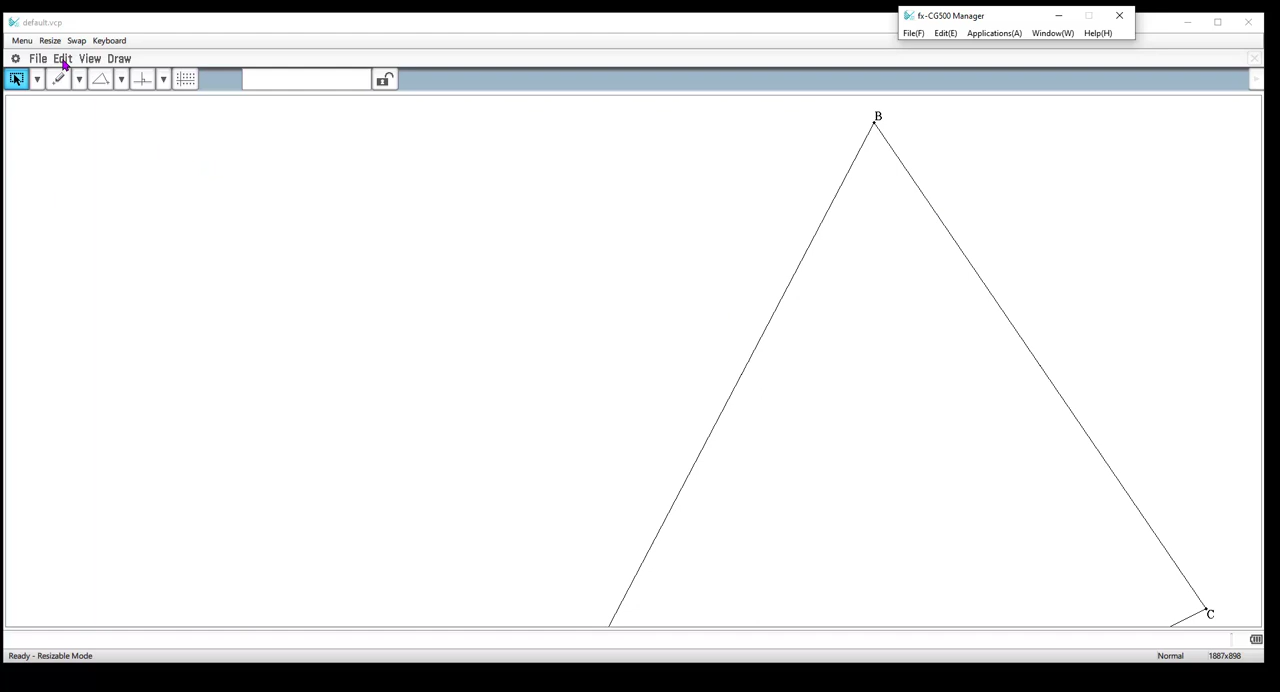 default.vcp
fx-CG500 Manager
File(F) Edit(E) Applications(A) Window(W) Help(H)
Menu Resize Swap Keyboard
File Edit View Draw
B
C
Ready - Resizable Mode
Normal
1887x898